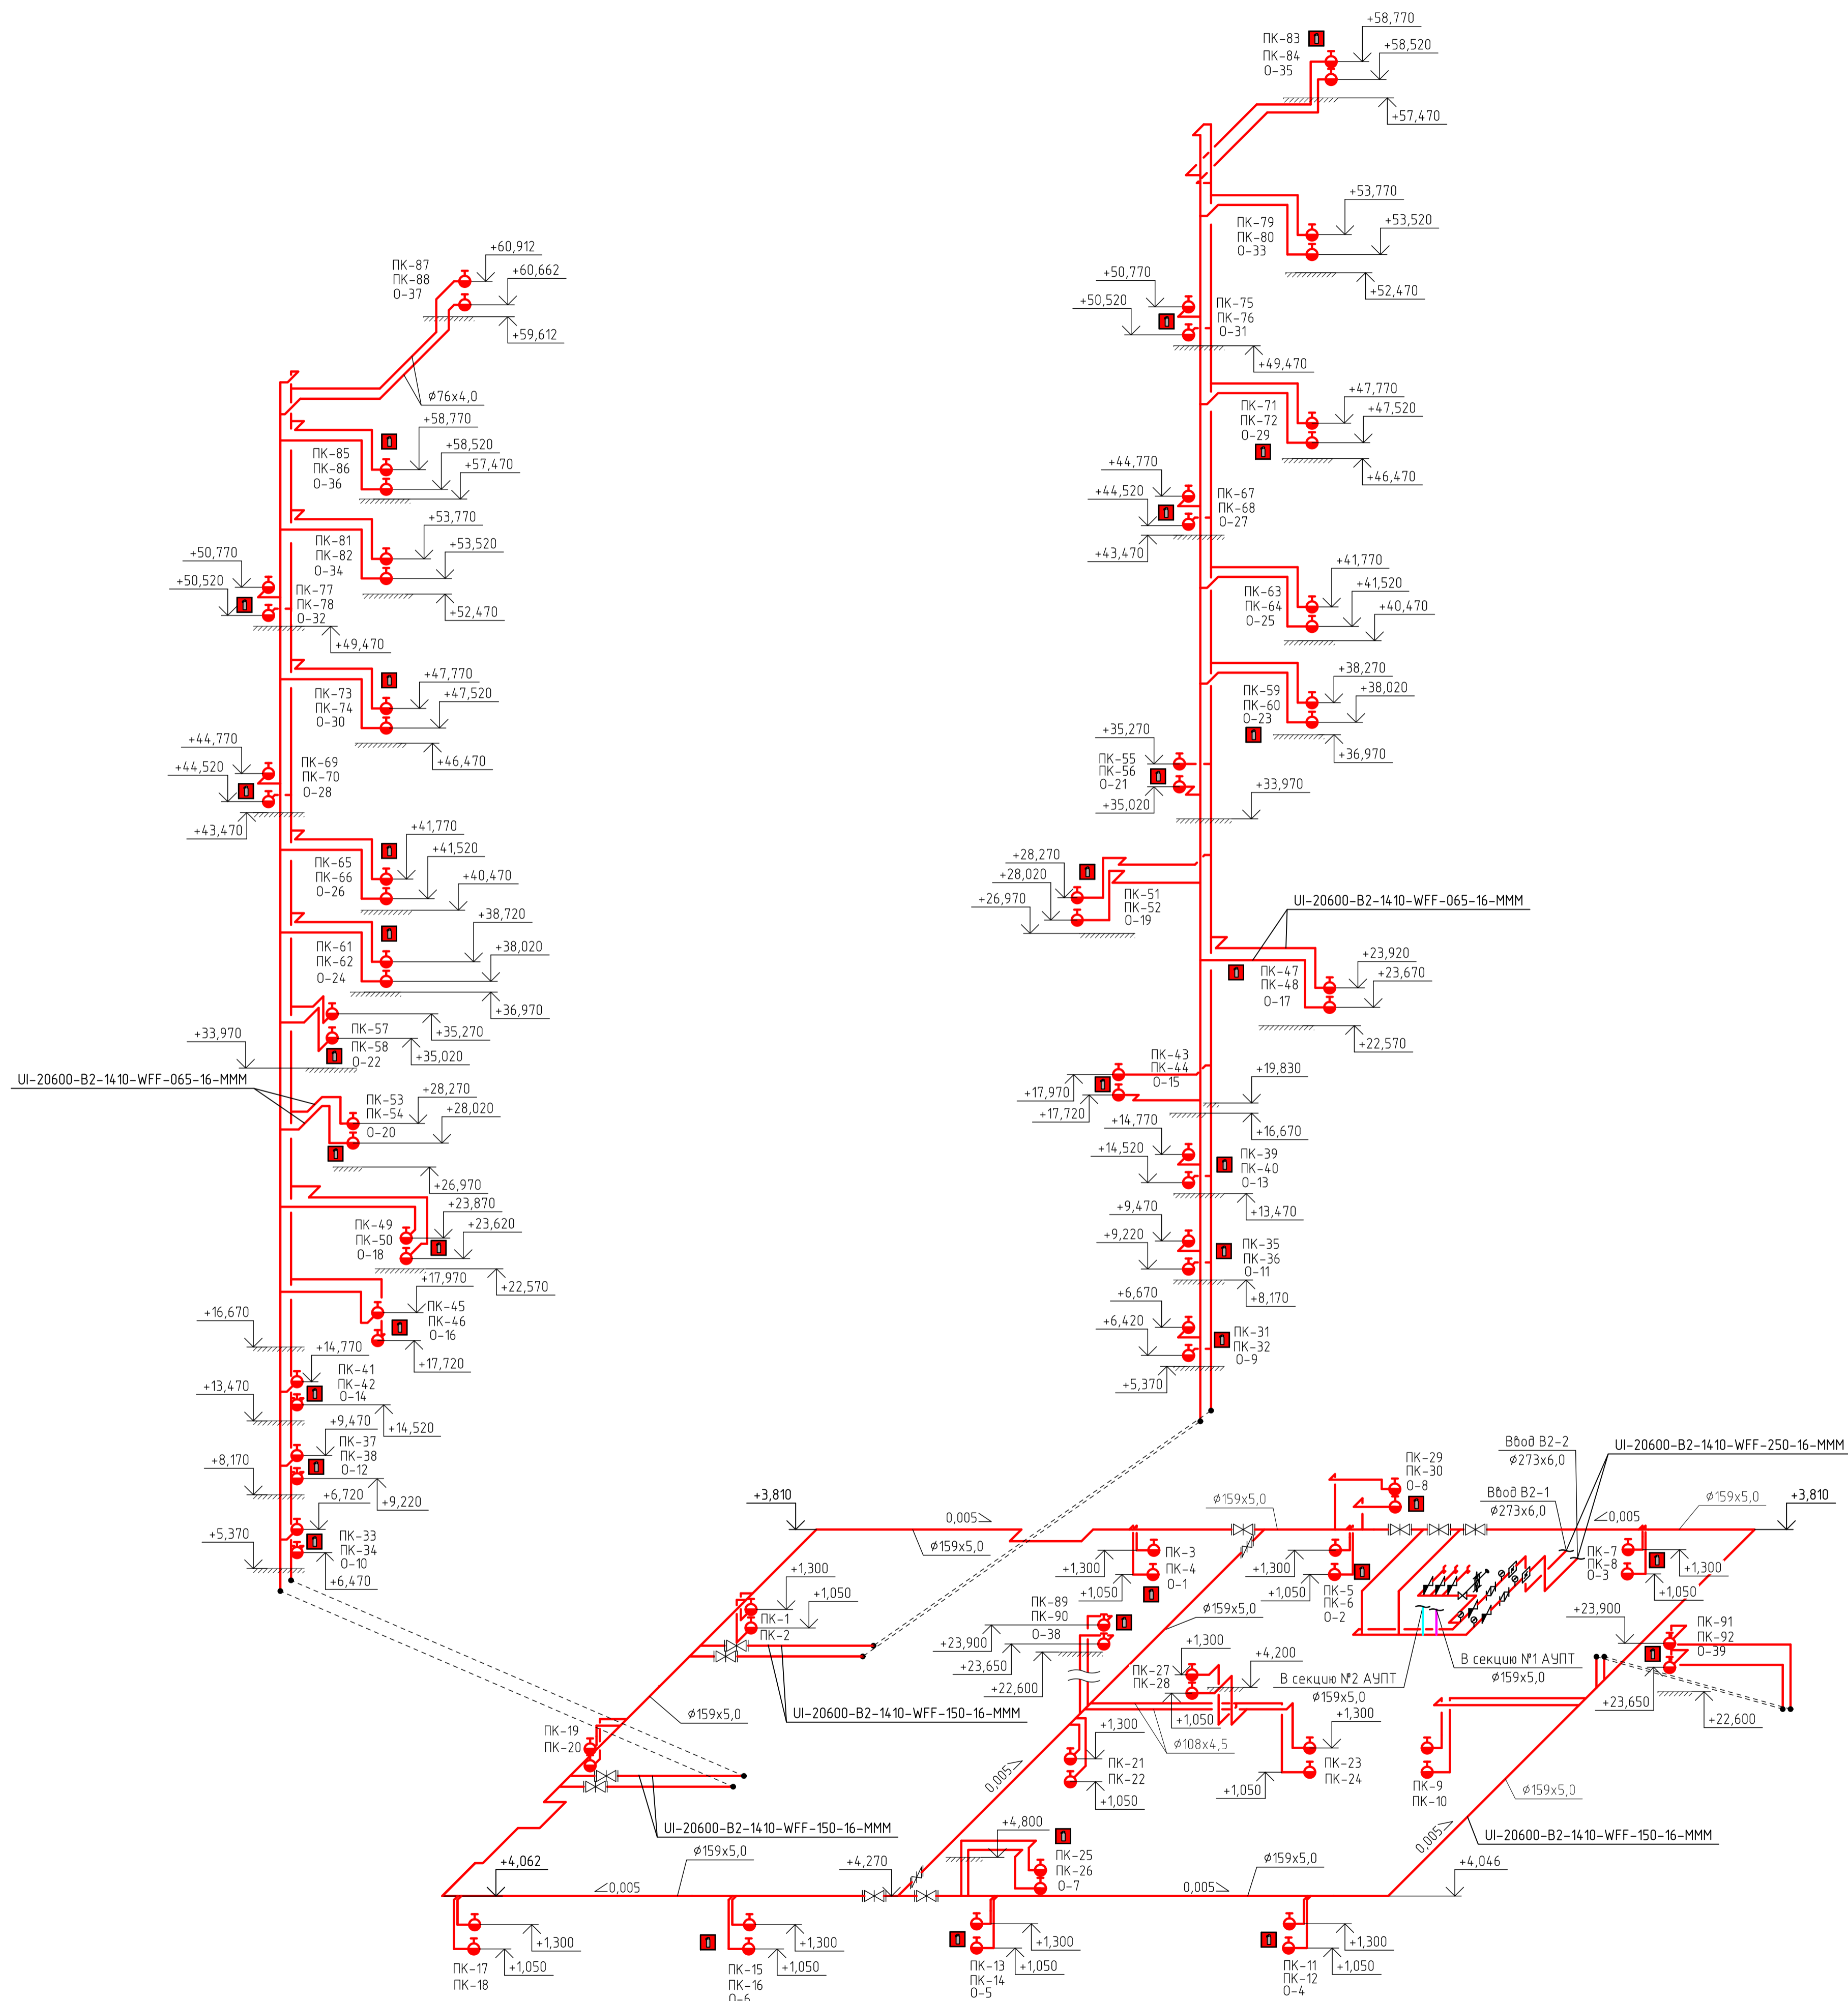 +58,770
ПК-83
+58,520
ПК-84
О-35
+57,470
+53,770
ПК-79
+53,520
ПК-80
О-33
+52,470
+50,770
+50,520
ПК-75
ПК-76
О-31
+49,470
+47,770
ПК-71
+47,520
ПК-72
О-29
+46,470
+44,770
+44,520
ПК-67
ПК-68
О-27
+43,470
+41,770
ПК-63
+41,520
ПК-64
О-25
+40,470
+38,270
ПК-59
+38,020
ПК-60
О-23
+36,970
+35,270
ПК-55
ПК-56
О-21
+35,020
+33,970
+28,270
+28,020
+26,970
ПК-51
ПК-52
О-19
UI-20600-B2-1410-WFF-065-16-MMM
+23,920
ПК-47
+23,670
ПК-48
О-17
+22,570
ПК-43
ПК-44
О-15
+17,970
+17,720
+19,830
+16,670
+14,770
+14,520
ПК-39
ПК-40
О-13
+13,470
+9,470
+9,220
ПК-35
ПК-36
О-11
+8,170
+6,670
+6,420
ПК-31
ПК-32
О-9
+5,370
+60,912
ПК-87
+60,662
ПК-88
О-37
+59,612
Ø76x4,0
+58,770
+58,520
ПК-85
+57,470
ПК-86
О-36
+53,770
ПК-81
+53,520
ПК-82
О-34
+52,470
+50,770
+50,520
ПК-77
ПК-78
О-32
+49,470
+47,770
ПК-73
+47,520
ПК-74
О-30
+46,470
+44,770
+44,520
ПК-69
ПК-70
О-28
+43,470
+41,770
+41,520
ПК-65
ПК-66
+40,470
О-26
+38,720
ПК-61
+38,020
ПК-62
О-24
+36,970
ПК-57
+35,270
ПК-58
+35,020
О-22
+33,970
UI-20600-B2-1410-WFF-065-16-MMM
+28,270
ПК-53
+28,020
ПК-54
О-20
+26,970
+23,870
ПК-49
+23,620
ПК-50
О-18
+22,570
+17,970
ПК-45
ПК-46
О-16
+17,720
+16,670
+14,770
ПК-41
ПК-42
О-14
+14,520
+13,470
+9,470
ПК-37
ПК-38
О-12
+9,220
+8,170
+6,720
ПК-33
ПК-34
О-10
+6,470
+5,370
+3,810
0,005
Ø159x5,0
Ø159x5,0
ПК-29
ПК-30
О-8
Ввод В2-2
Ø273x6,0
UI-20600-B2-1410-WFF-250-16-MMM
Ввод В2-1
Ø273x6,0
0,005
Ø159x5,0
+3,810
ПК-3
ПК-4
О-1
+1,300
+1,050
+1,300
+1,050
ПК-5
ПК-6
О-2
ПК-7
ПК-8
О-3
+1,300
+1,050
+1,300
+1,050
ПК-1
ПК-2
ПК-89
ПК-90
О-38
+23,900
+23,650
+22,600
Ø159x5,0
+1,300
+4,200
ПК-27
ПК-28
+1,050
В секцию №2 АУПТ
Ø159x5,0
В секцию №1 АУПТ
Ø159x5,0
+23,900
ПК-91
ПК-92
О-39
+23,650
+22,600
UI-20600-B2-1410-WFF-150-16-MMM
Ø159x5,0
ПК-19
ПК-20
Ø108x4,5
+1,300
ПК-21
ПК-22
+1,050
+1,300
ПК-23
ПК-24
+1,050
ПК-9
ПК-10
Ø159x5,0
0,005
UI-20600-B2-1410-WFF-150-16-MMM
0,005
UI-20600-B2-1410-WFF-150-16-MMM
+4,800
ПК-25
ПК-26
О-7
+4,062
0,005
Ø159x5,0
+4,270
0,005
Ø159x5,0
+4,046
+1,300
+1,050
ПК-17
ПК-18
+1,300
+1,050
ПК-15
ПК-16
О-6
+1,300
+1,050
ПК-13
ПК-14
О-5
+1,300
+1,050
ПК-11
ПК-12
О-4